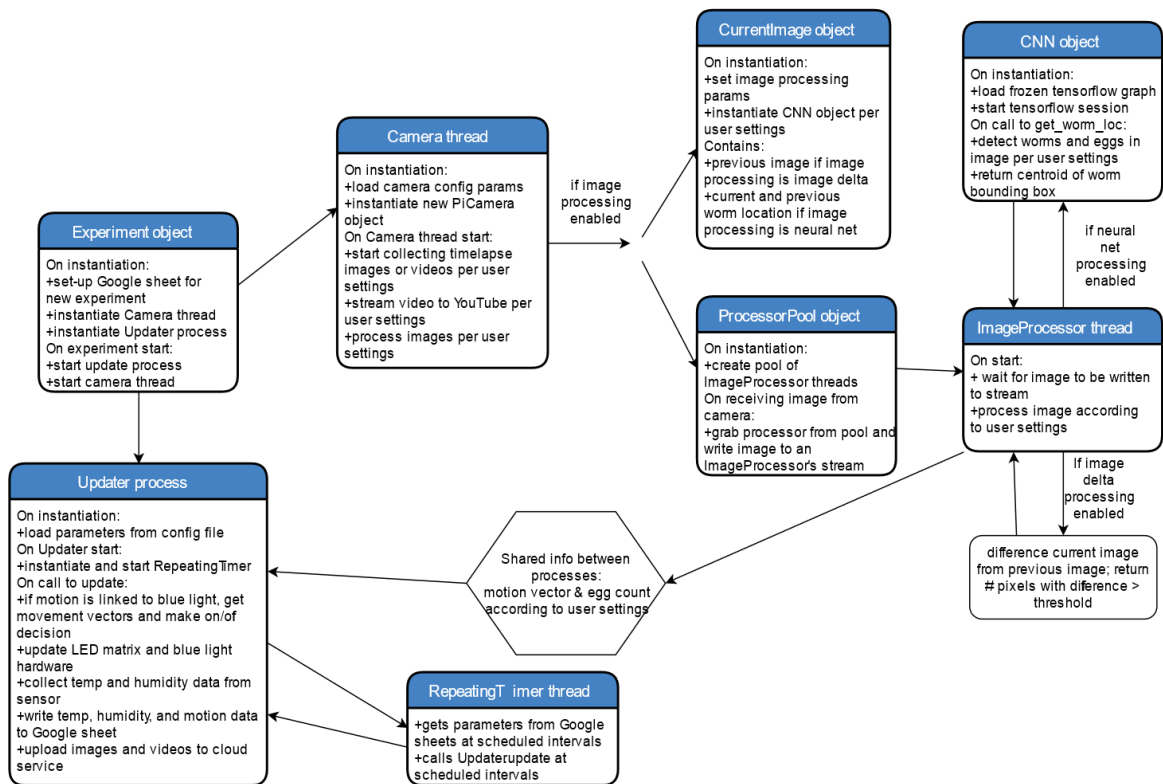 Experiment object
On instantiation:
+set-up Google sheet for
new experiment
+instantiate Camera thread
+instantiate Updater process
On experiment start:
+start update process
+start camera thread
Camera thread
On instantiation:
+load camera config params
+instantiate new PiCamera
object
On Camera thread start:
+start collecting timelapse
images or videos per user
settings
+stream video to YouTube per
user settings
+process images per user
settings
if image
processing
enabled
CurrentImage object
On instantiation:
+set image processing
params
+instantiate CNN object per
user settings
Contains:
+previous image if image
processing is image delta
+current and previous
worm location if image
processing is neural net
CNN object
On instantiation:
+load frozen tensorflow graph
+start tensorflow session
On call to get_worm_loc:
+detect worms and eggs in
image per user settings
+return centroid of worm
bounding box
if neural
net
processing
enabled
ProcessorPool object
On instantiation:
+create pool of
ImageProcessor threads
On receiving image from
camera:
+grab processor from pool and
write image to an
ImageProcessor's stream
ImageProcessor thread
On start:
+ wait for image to be written
to stream
+process image according
to user settings
If image
delta
processing
enabled
difference current image
from previous image; return
# pixels with diference >
threshold
Shared info between
processes:
motion vector & egg count
according to user settings
Updater process
On instantiation:
+load parameters from config file
On Updater start:
+instantiate and start RepeatingTimer
On call to update:
+if motion is linked to blue light, get
movement vectors and make on/of
decision
+update LED matrix and blue light
hardware
+collect temp and humidity data from
sensor
+write temp, humidity, and motion data
to Google sheet
+upload images and videos to cloud
service
RepeatingT imer thread
+gets parameters from Google
sheets at scheduled intervals
+calls Updaterupdate at
scheduled intervals